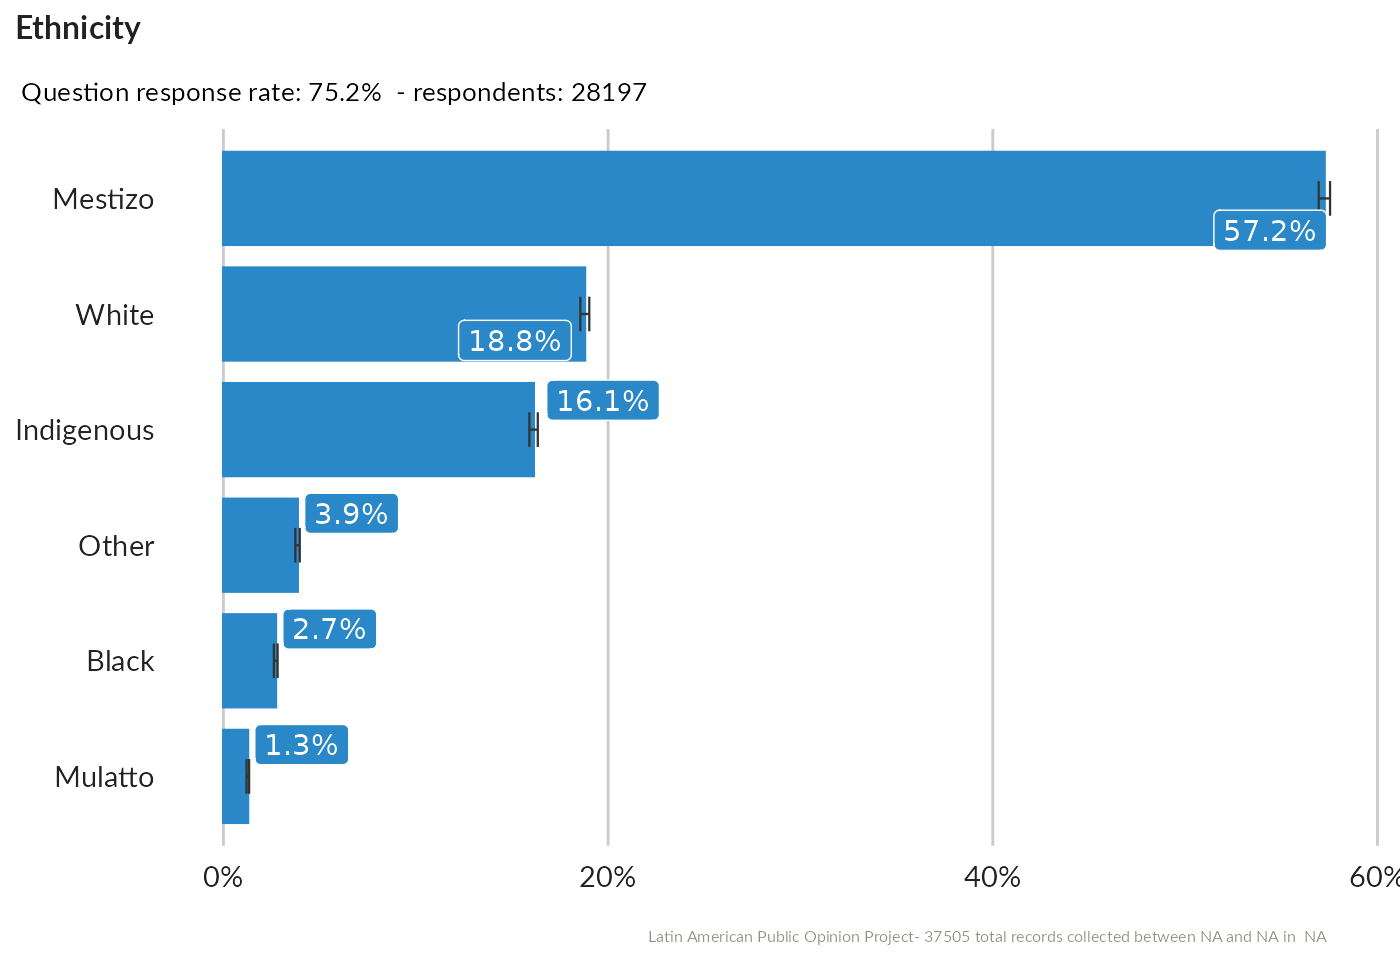 Ethnicity
Question response rate: 75.2%  - respondents: 28197
Mestizo
57.2%
White
18.8%
Indigenous
16.1%
Other
3.9%
Black
2.7%
Mulatto
1.3%
0% 20% 40% 60%
Latin American Public Opinion Project- 37505 total records collected between NA and NA in  NA